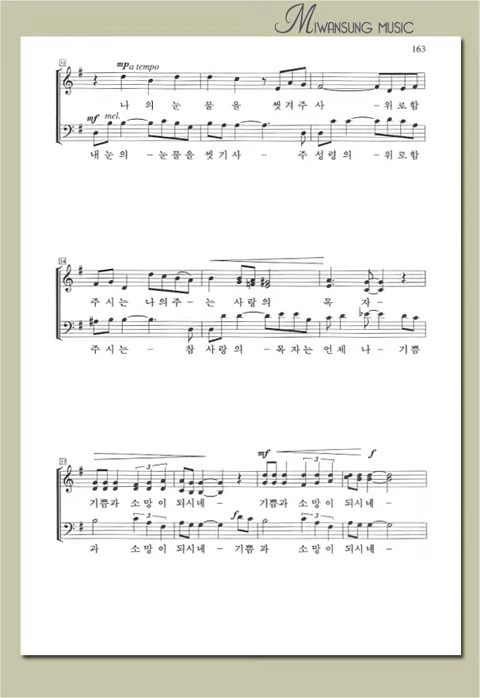 MIWANSUNG MUSIC
163
mp a tempo
나 의 눈 물 을 씻 겨 주 사 - 위 로 함
mf mel.
내 눈 의 - 눈 물 을 씻 기 사 - 주 성 령 의 - 위 로 함
주 시 는 나 의 주 - 는 사 랑 의 목 자 -
주 시 는 - 참 사 랑 의 - 목 자 는 언 제 나 - 기 쁨
mf f
3 3
기 쁨 과 소 망 이 되 시 네 - 기 쁨 과 소 망 이 되 시 네 -
3 f 3
과 소 망 이 되 시 네 - 기 쁨 과 소 망 이 되 시 네 -